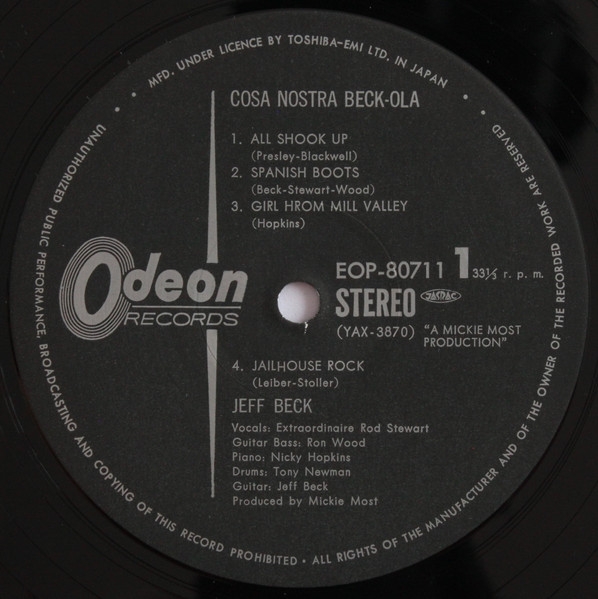 MFD. UNDER LICENCE BY TOSHIBA-EMI LTD. IN JAPAN
COSA NOSTRA BECK-OLA
1. ALL SHOOK UP
(Presley-Blackwell)
2. SPANISH BOOTS
(Beck-Stewart-Wood)
3. GIRL HROM MILL VALLEY
(Hopkins)
Odeon
RECORDS
EOP-80711 1 33⅓ r. p. m.
STEREO JASRAC
(YAX-3870) "A MICKIE MOST
PRODUCTION"
4. JAILHOUSE ROCK
(Leiber-Stoller)
JEFF BECK
Vocals: Extraordinaire Rod Stewart
Guitar Bass: Ron Wood
Piano: Nicky Hopkins
Drums: Tony Newman
Guitar: Jeff Beck
Produced by Mickie Most
UNAUTHORIZED PUBLIC PERFORMANCE, BROADCASTING AND COPYING OF THIS RECORD PROHIBITED · ALL RIGHTS OF THE MANUFACTURER AND OF THE OWNER OF THE RECORDED WORK ARE RESERVED